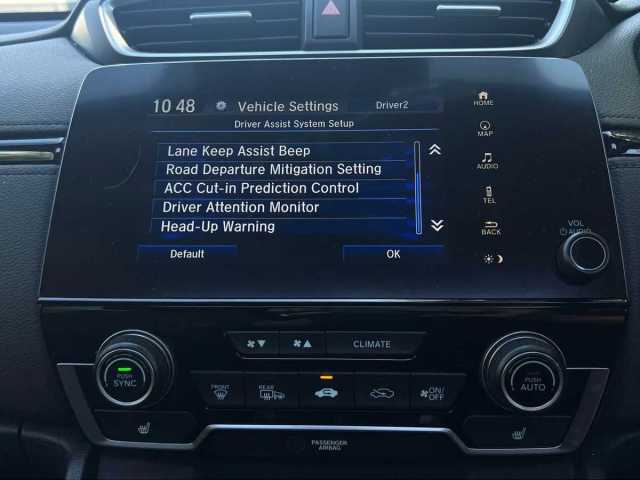 10 48 Vehicle Settings Driver2
HOME
Driver Assist System Setup
MAP
Lane Keep Assist Beep
Road Departure Mitigation Setting
AUDIO
ACC Cut-in Prediction Control
TEL
Driver Attention Monitor
Head-Up Warning
BACK
VOL
AUDIO
Default OK
CLIMATE
PUSH
SYNC
FRONT
REAR
ON/
OFF
PUSH
AUTO
PASSENGER
AIRBAG